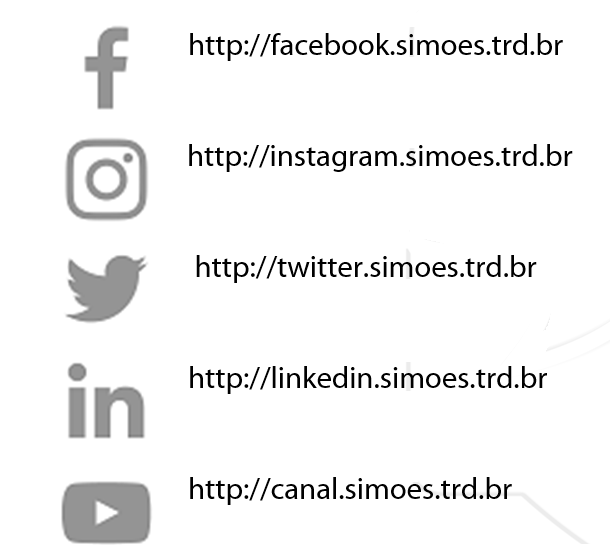 http://facebook.simoes.trd.br
http://instagram.simoes.trd.br
http://twitter.simoes.trd.br
http://linkedin.simoes.trd.br
http://canal.simoes.trd.br